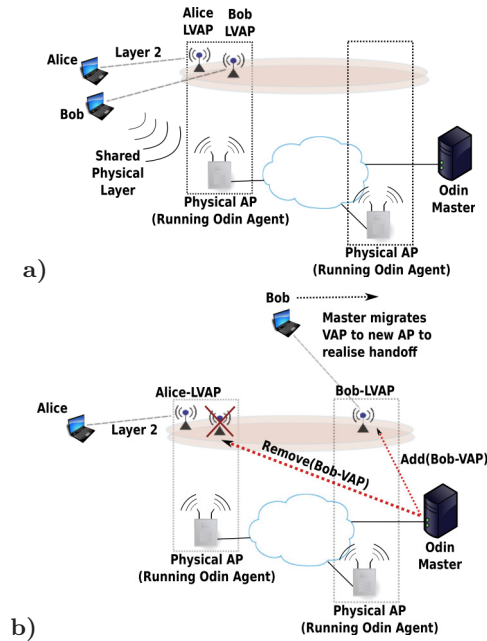 Alice LVAP
Bob LVAP
Alice
Layer 2
Bob
Shared
Physical
Layer
Physical AP
(Running Odin Agent)
Odin
Master
Physical AP
(Running Odin Agent)
a)
Bob
Master migrates
VAP to new AP to
realise handoff
Alice-LVAP
Bob-LVAP
Alice
Layer 2
Remove(Bob-VAP)
Add(Bob-VAP)
Physical AP
(Running Odin Agent)
Odin
Master
Physical AP
(Running Odin Agent)
b)